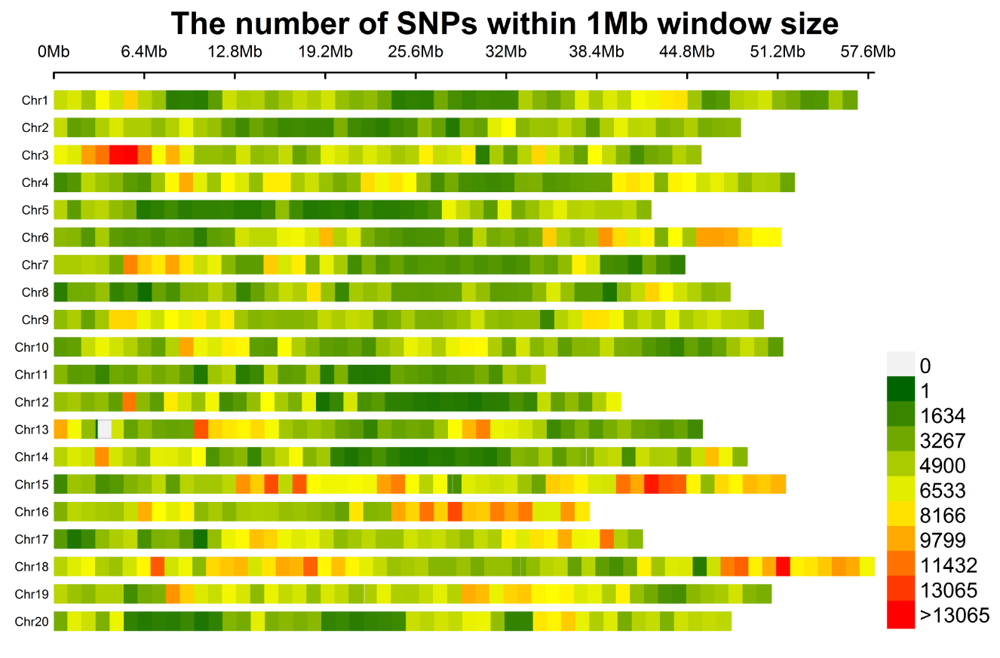 The number of SNPs within 1Mb window size
0Mb 6.4Mb 12.8Mb 19.2Mb 25.6Mb 32Mb 38.4Mb 44.8Mb 51.2Mb 57.6Mb
Chr1
Chr2
Chr3
Chr4
Chr5
Chr6
Chr7
Chr8
Chr9
Chr10
Chr11
Chr12
Chr13
Chr14
Chr15
Chr16
Chr17
Chr18
Chr19
Chr20
0
1
1634
3267
4900
6533
8166
9799
11432
13065
>13065